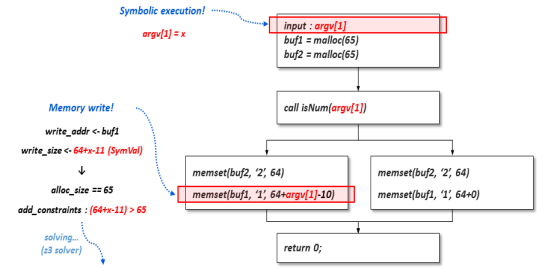 Symbolic execution!
argv[1] = x
input : argv[1]
buf1 = malloc(65)
buf2 = malloc(65)
call isNum(argv[1])
Memory write!
write_addr <- buf1
write_size <- 64+x-11 (SymVal)
↓
alloc_size == 65
add_constraints : (64+x-11) > 65
solving...
(z3 solver)
memset(buf2, ‘2’, 64)
memset(buf1, ‘1’, 64+argv[1]-10)
memset(buf2, ‘2’, 64)
memset(buf1, ‘1’, 64+0)
return 0;